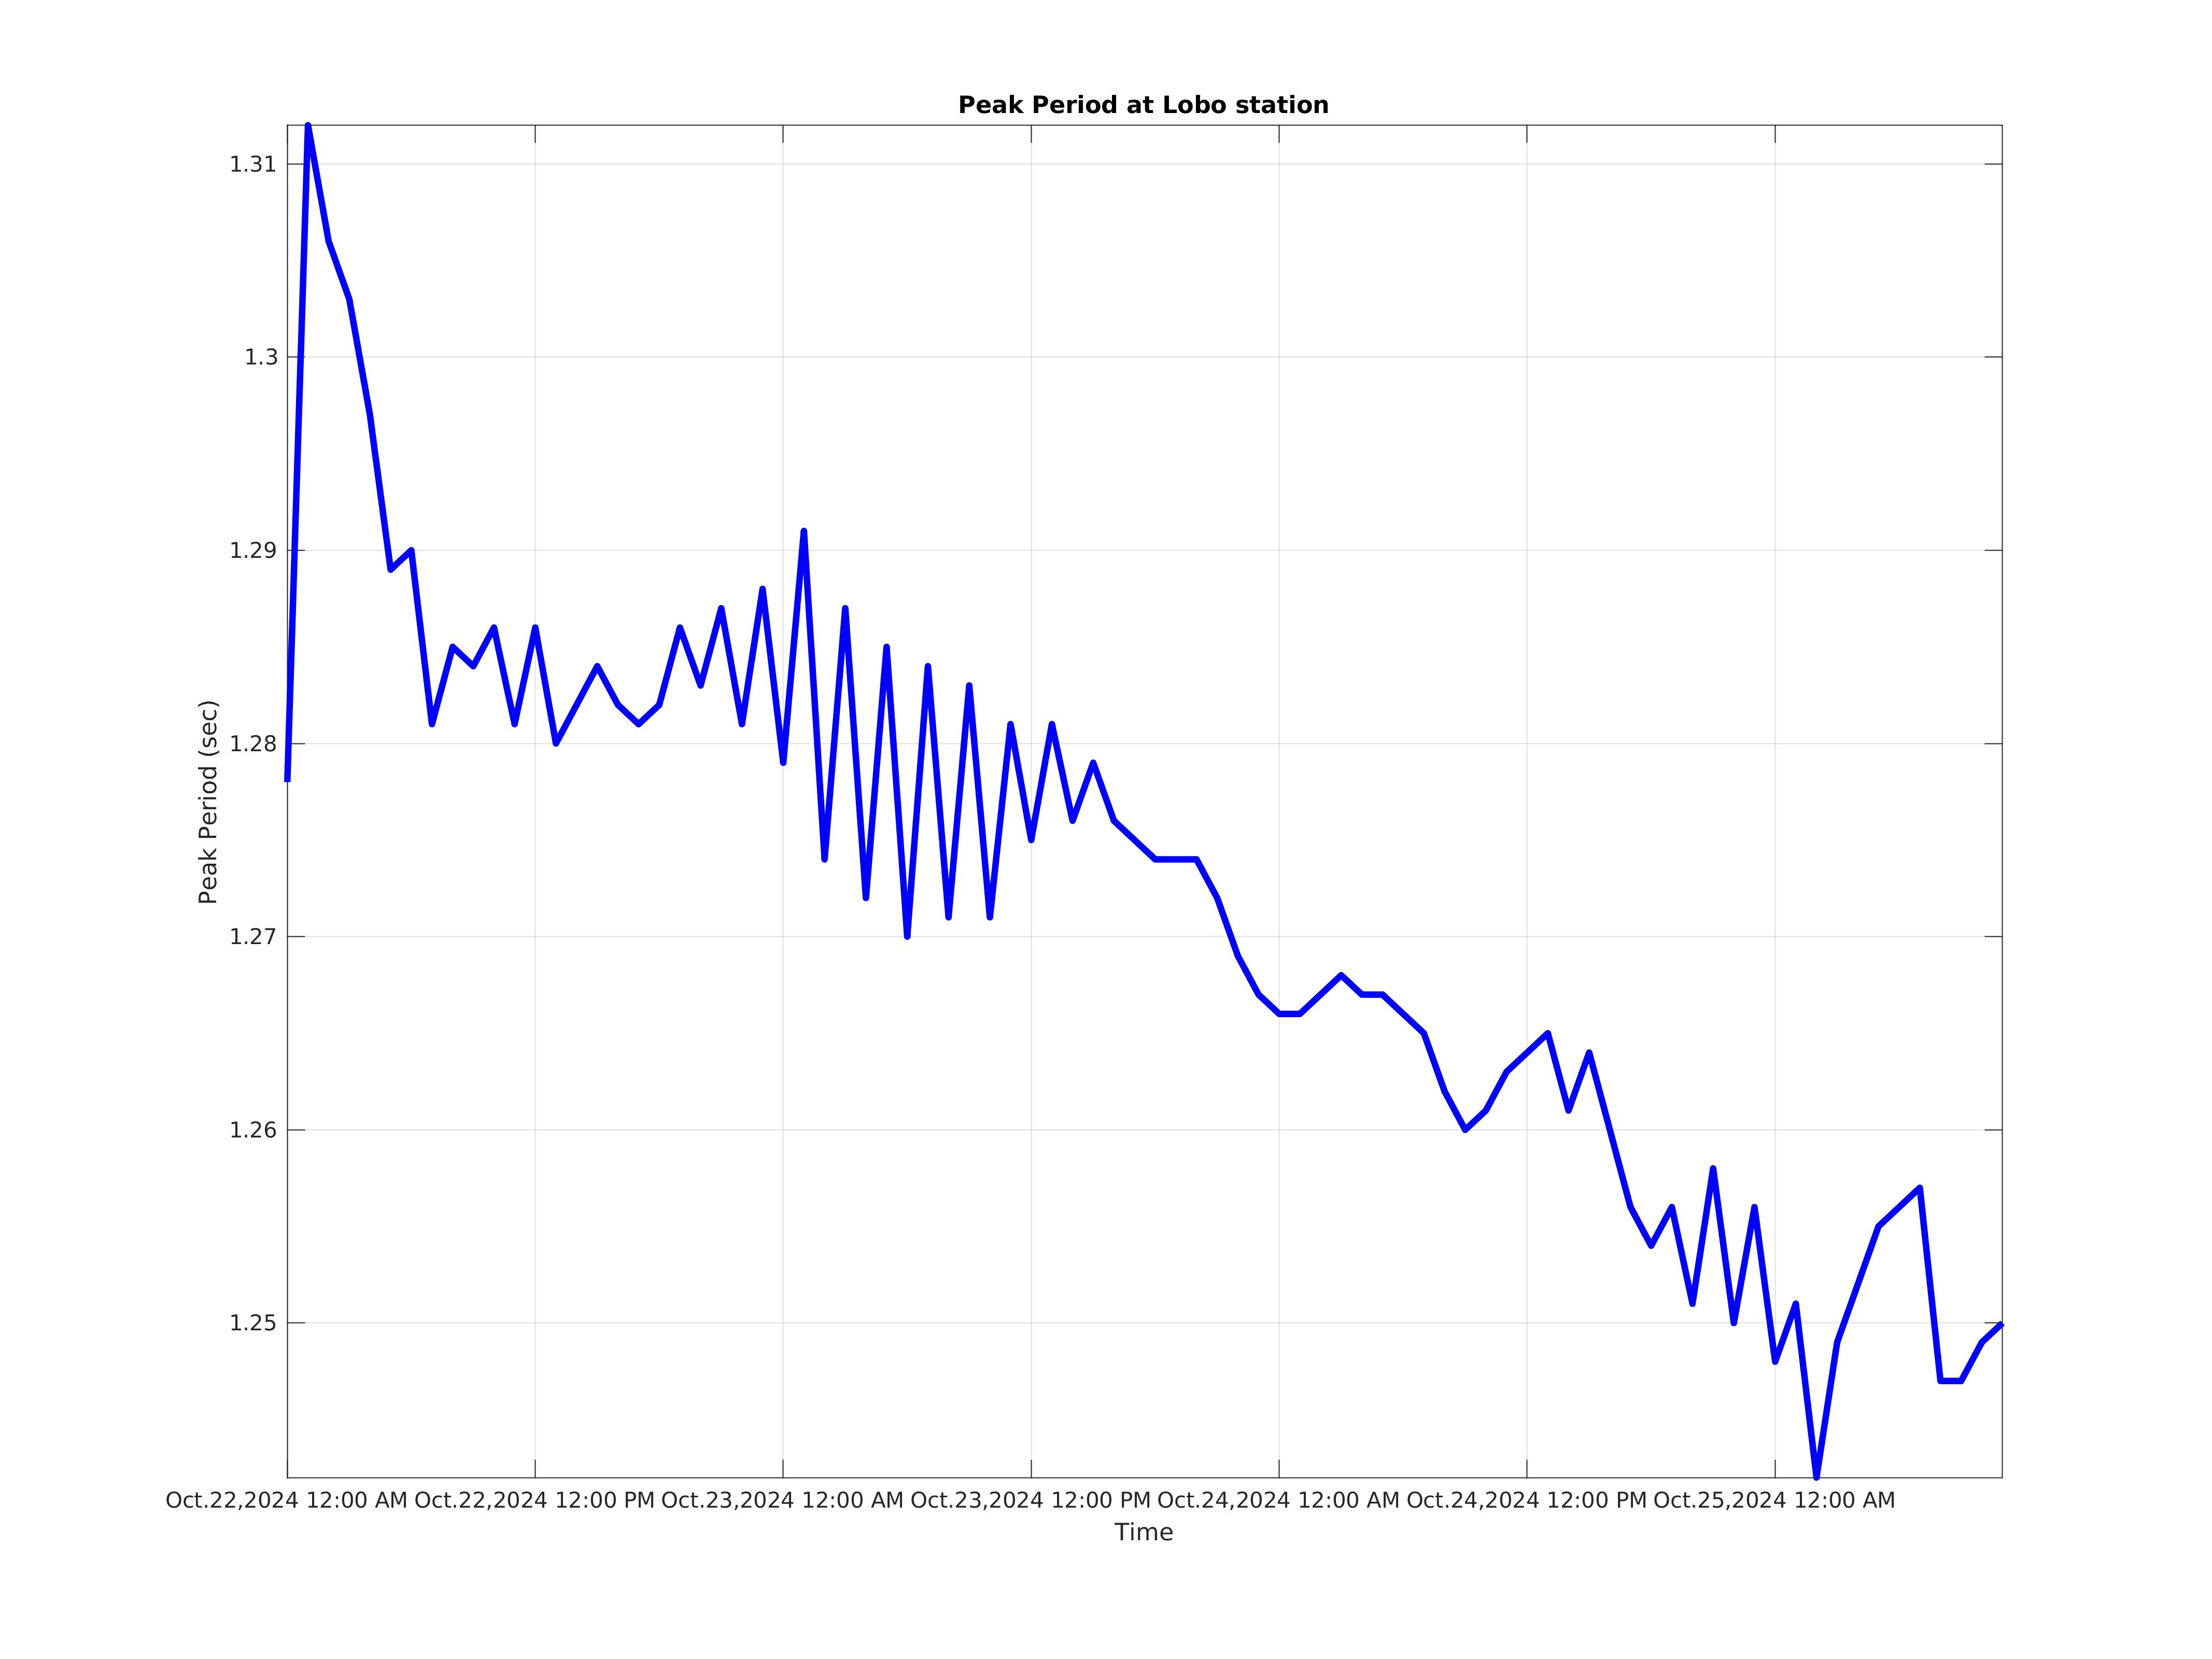 Peak Period at Lobo station
1.31
1.3
1.29
1.28
1.27
1.26
1.25
Peak Period (sec)
Oct.22,2024 12:00 AM Oct.22,2024 12:00 PM Oct.23,2024 12:00 AM Oct.23,2024 12:00 PM Oct.24,2024 12:00 AM Oct.24,2024 12:00 PM Oct.25,2024 12:00 AM
Time